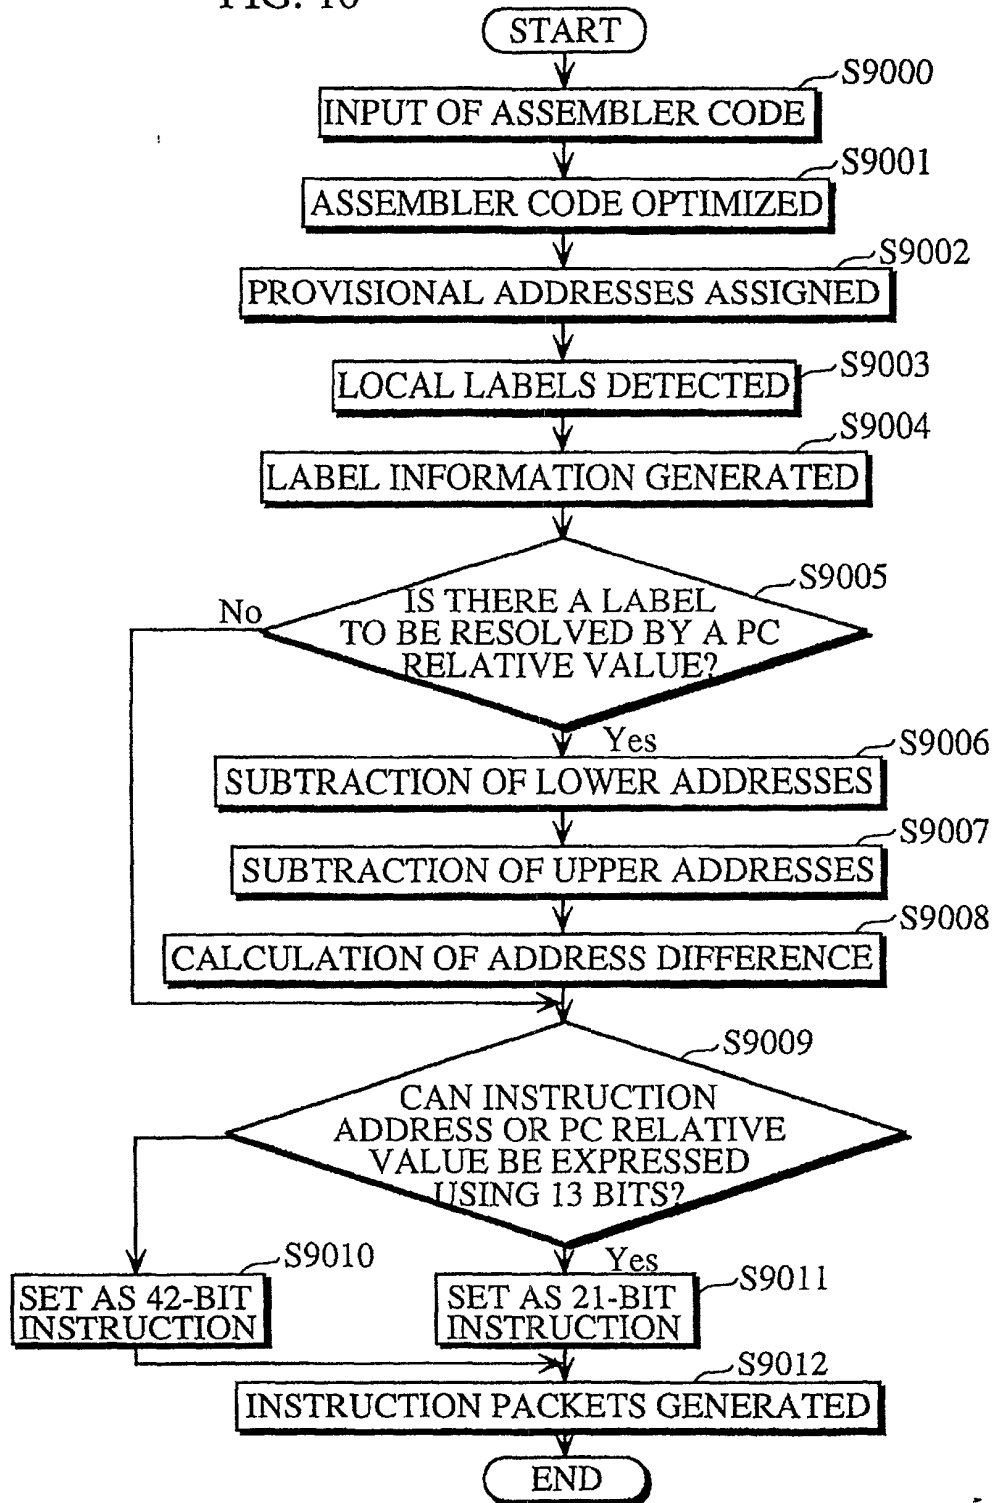 FIG. 10
START
S9000
INPUT OF ASSEMBLER CODE
S9001
ASSEMBLER CODE OPTIMIZED
S9002
PROVISIONAL ADDRESSES ASSIGNED
S9003
LOCAL LABELS DETECTED
S9004
LABEL INFORMATION GENERATED
S9005
No
IS THERE A LABEL
TO BE RESOLVED BY A PC
RELATIVE VALUE?
Yes
S9006
SUBTRACTION OF LOWER ADDRESSES
S9007
SUBTRACTION OF UPPER ADDRESSES
S9008
CALCULATION OF ADDRESS DIFFERENCE
S9009
CAN INSTRUCTION
ADDRESS OR PC RELATIVE
VALUE BE EXPRESSED
USING 13 BITS?
Yes
S9010
SET AS 42-BIT
INSTRUCTION
S9011
SET AS 21-BIT
INSTRUCTION
S9012
INSTRUCTION PACKETS GENERATED
END